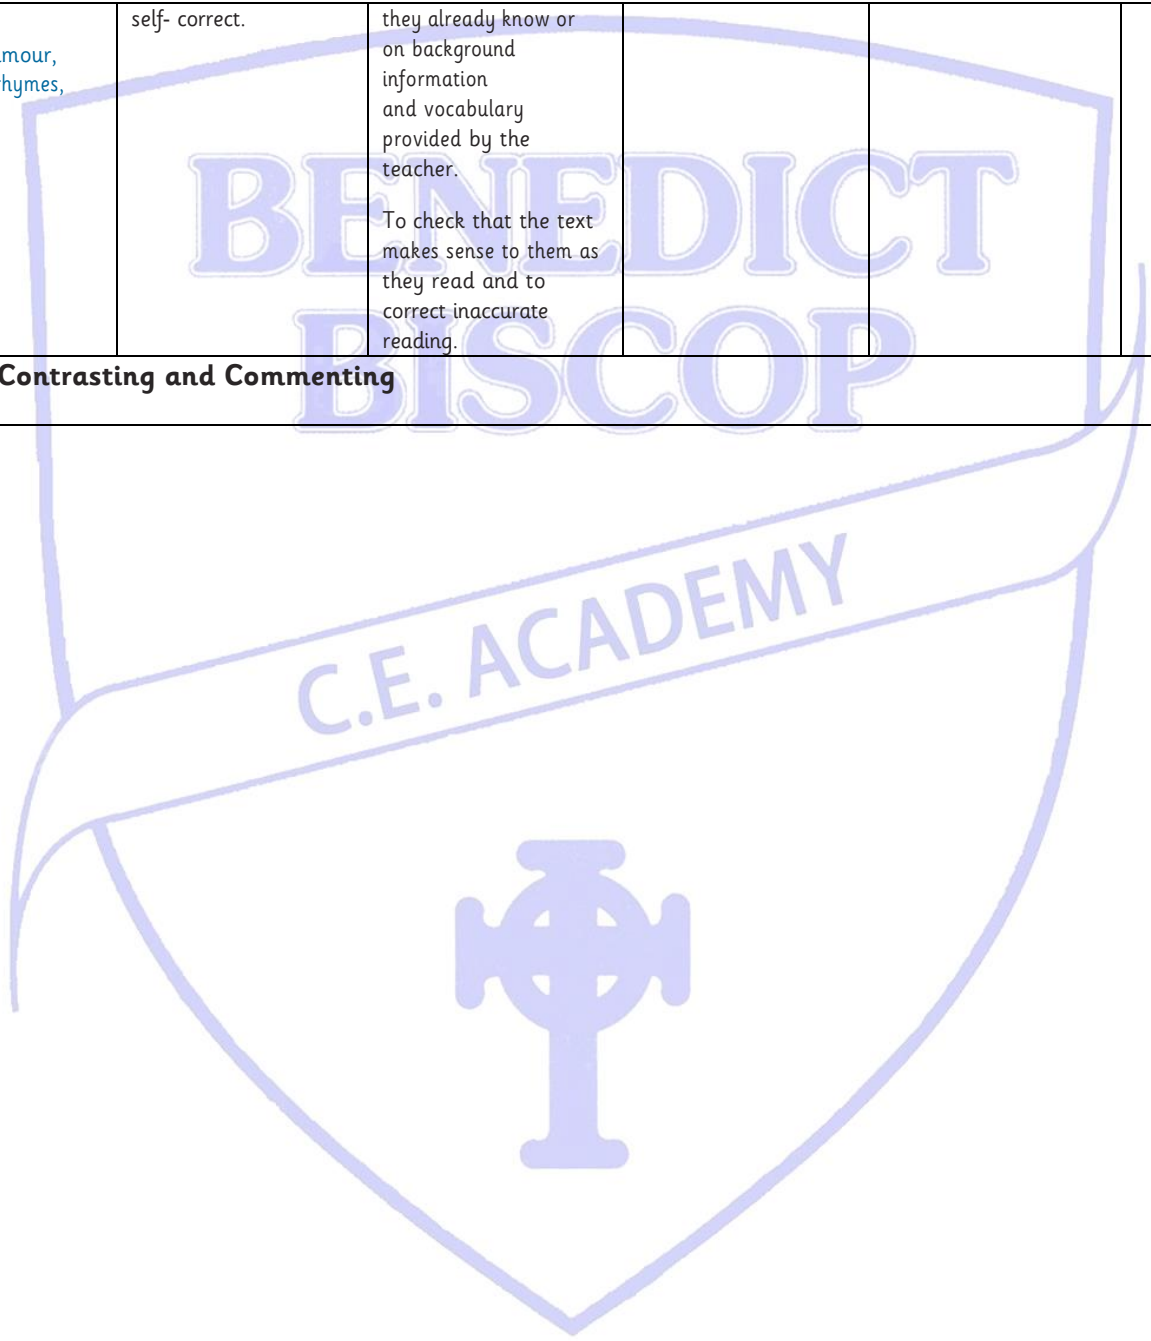 self- correct.
they already know or
on background
information
and vocabulary
provided by the
teacher.
To check that the text
makes sense to them as
they read and to
correct inaccurate
reading.
Contrasting and Commenting
BENEDICT
BISCOP
C.E. ACADEMY